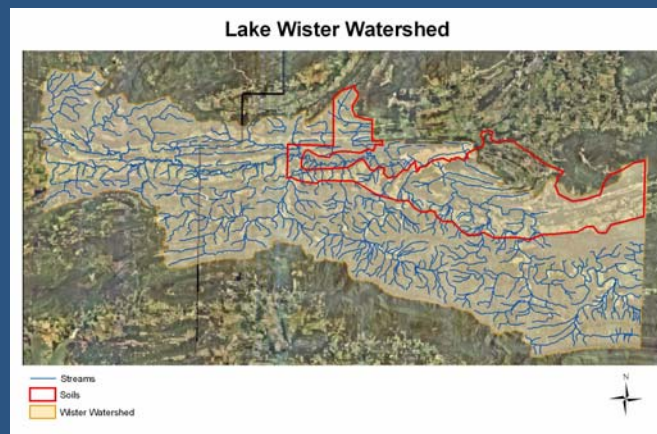 Lake Wister Watershed
N
Streams
Soils
Wister Watershed